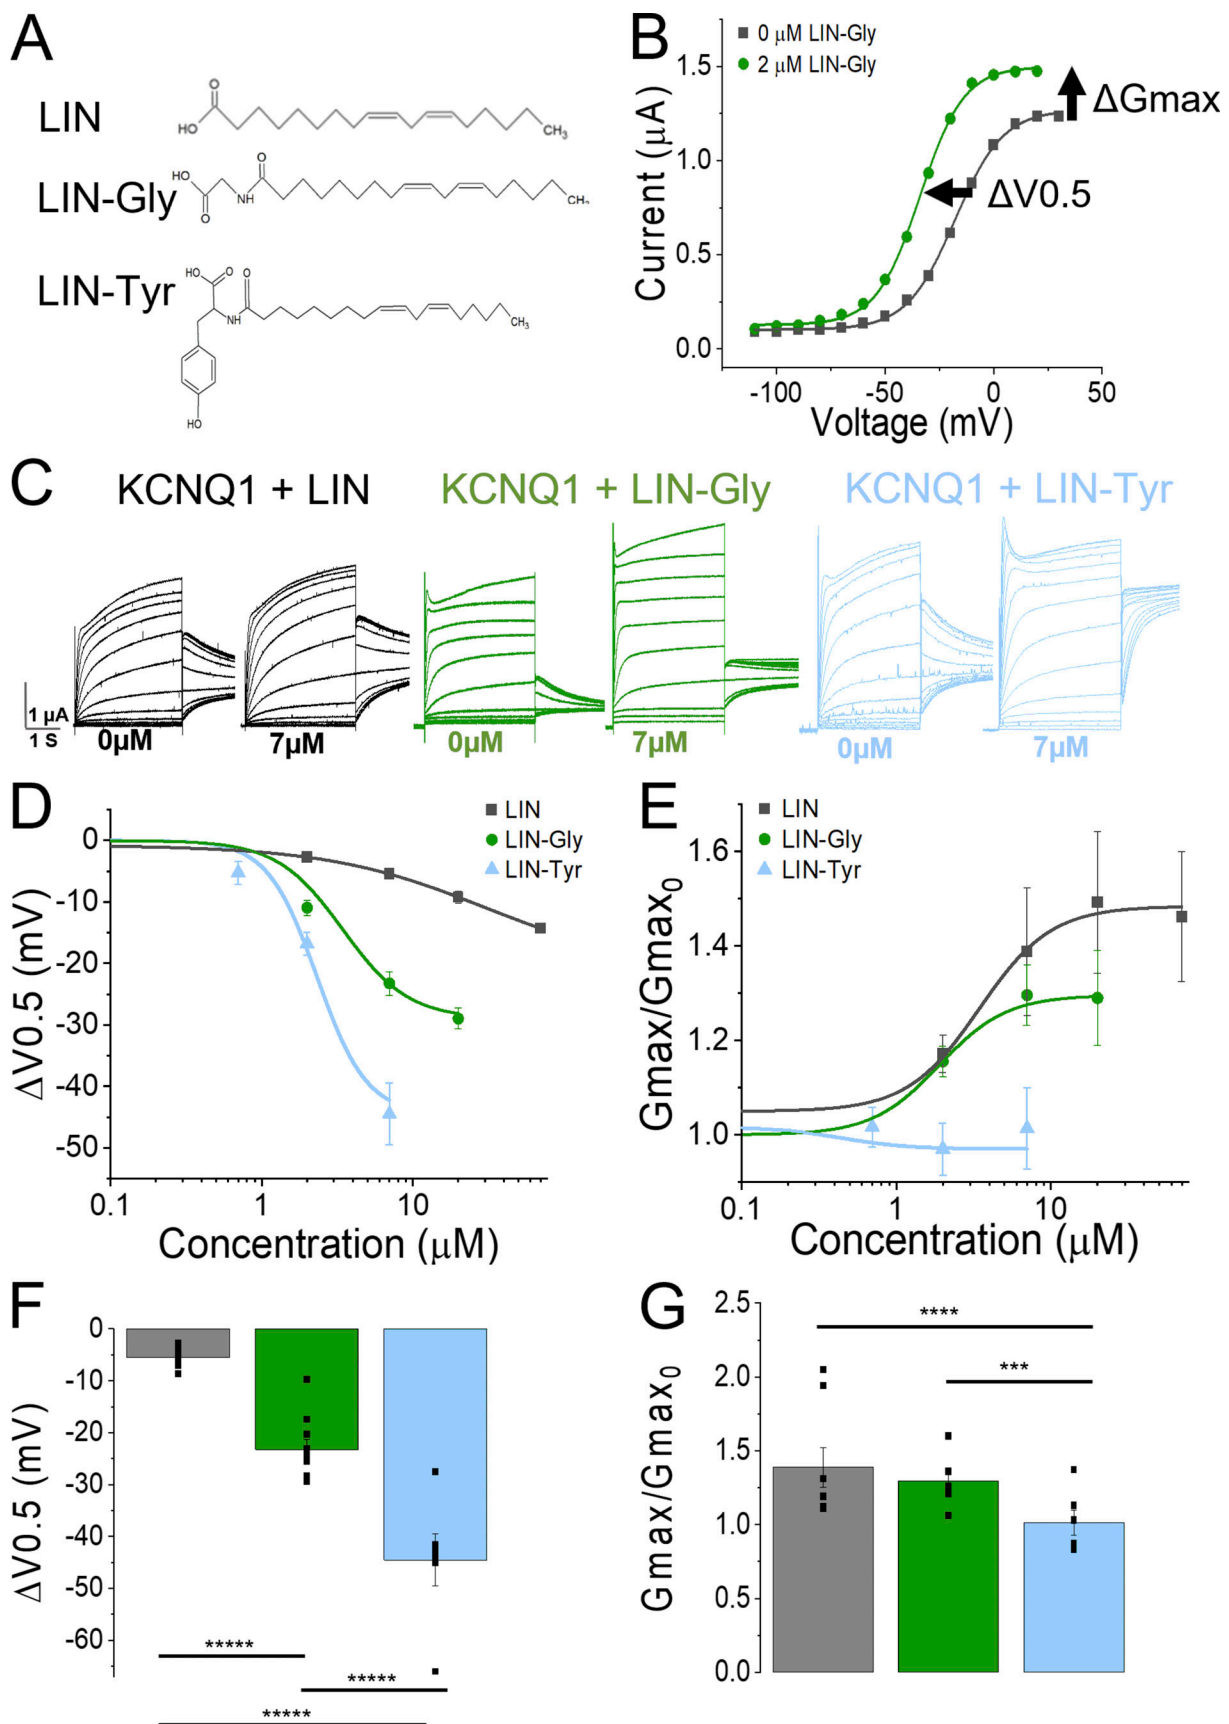 A
LIN
O
HO
CH3
LIN-Gly
HO
O
O
NH
CH3
LIN-Tyr
HO
O
O
NH
CH3
HO
B
0 μM LIN-Gly
2 μM LIN-Gly
1.5
1.0
0.5
0.0
Current (μA)
ΔGmax
ΔV0.5
-100
-50
0
50
Voltage (mV)
C
KCNQ1 + LIN
KCNQ1 + LIN-Gly
KCNQ1 + LIN-Tyr
1 μA
1 S
0μM
7μM
0μM
7μM
0μM
7μM
D
LIN
LIN-Gly
LIN-Tyr
0
-10
-20
-30
-40
-50
ΔV0.5 (mV)
0.1
1
10
Concentration (μM)
E
LIN
LIN-Gly
LIN-Tyr
1.6
1.4
1.2
1.0
Gmax/Gmax0
0.1
1
10
Concentration (μM)
F
0
-10
-20
-30
-40
-50
-60
ΔV0.5 (mV)
*****
*****
*****
G
2.5
2.0
1.5
1.0
0.5
0.0
Gmax/Gmax0
****
***